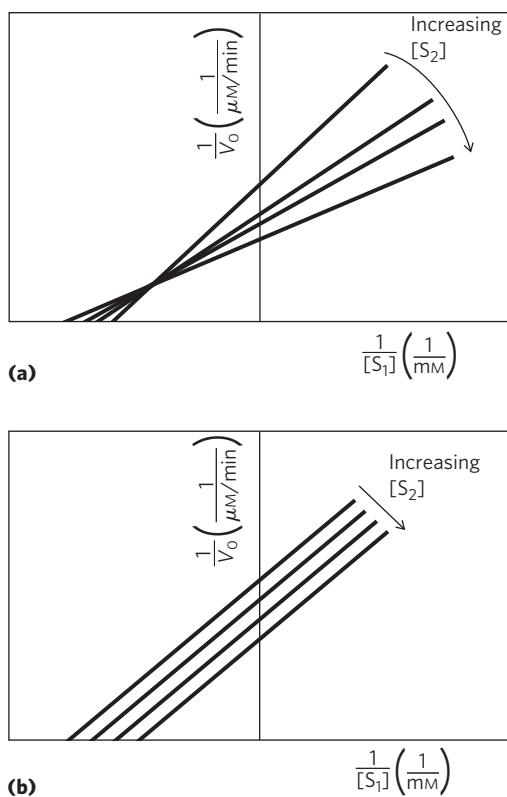 Increasing
[S₂]
1/V₀ (1/μM/min)
1/[S₁] (1/mM)
(a)
Increasing
[S₂]
1/V₀ (1/μM/min)
1/[S₁] (1/mM)
(b)